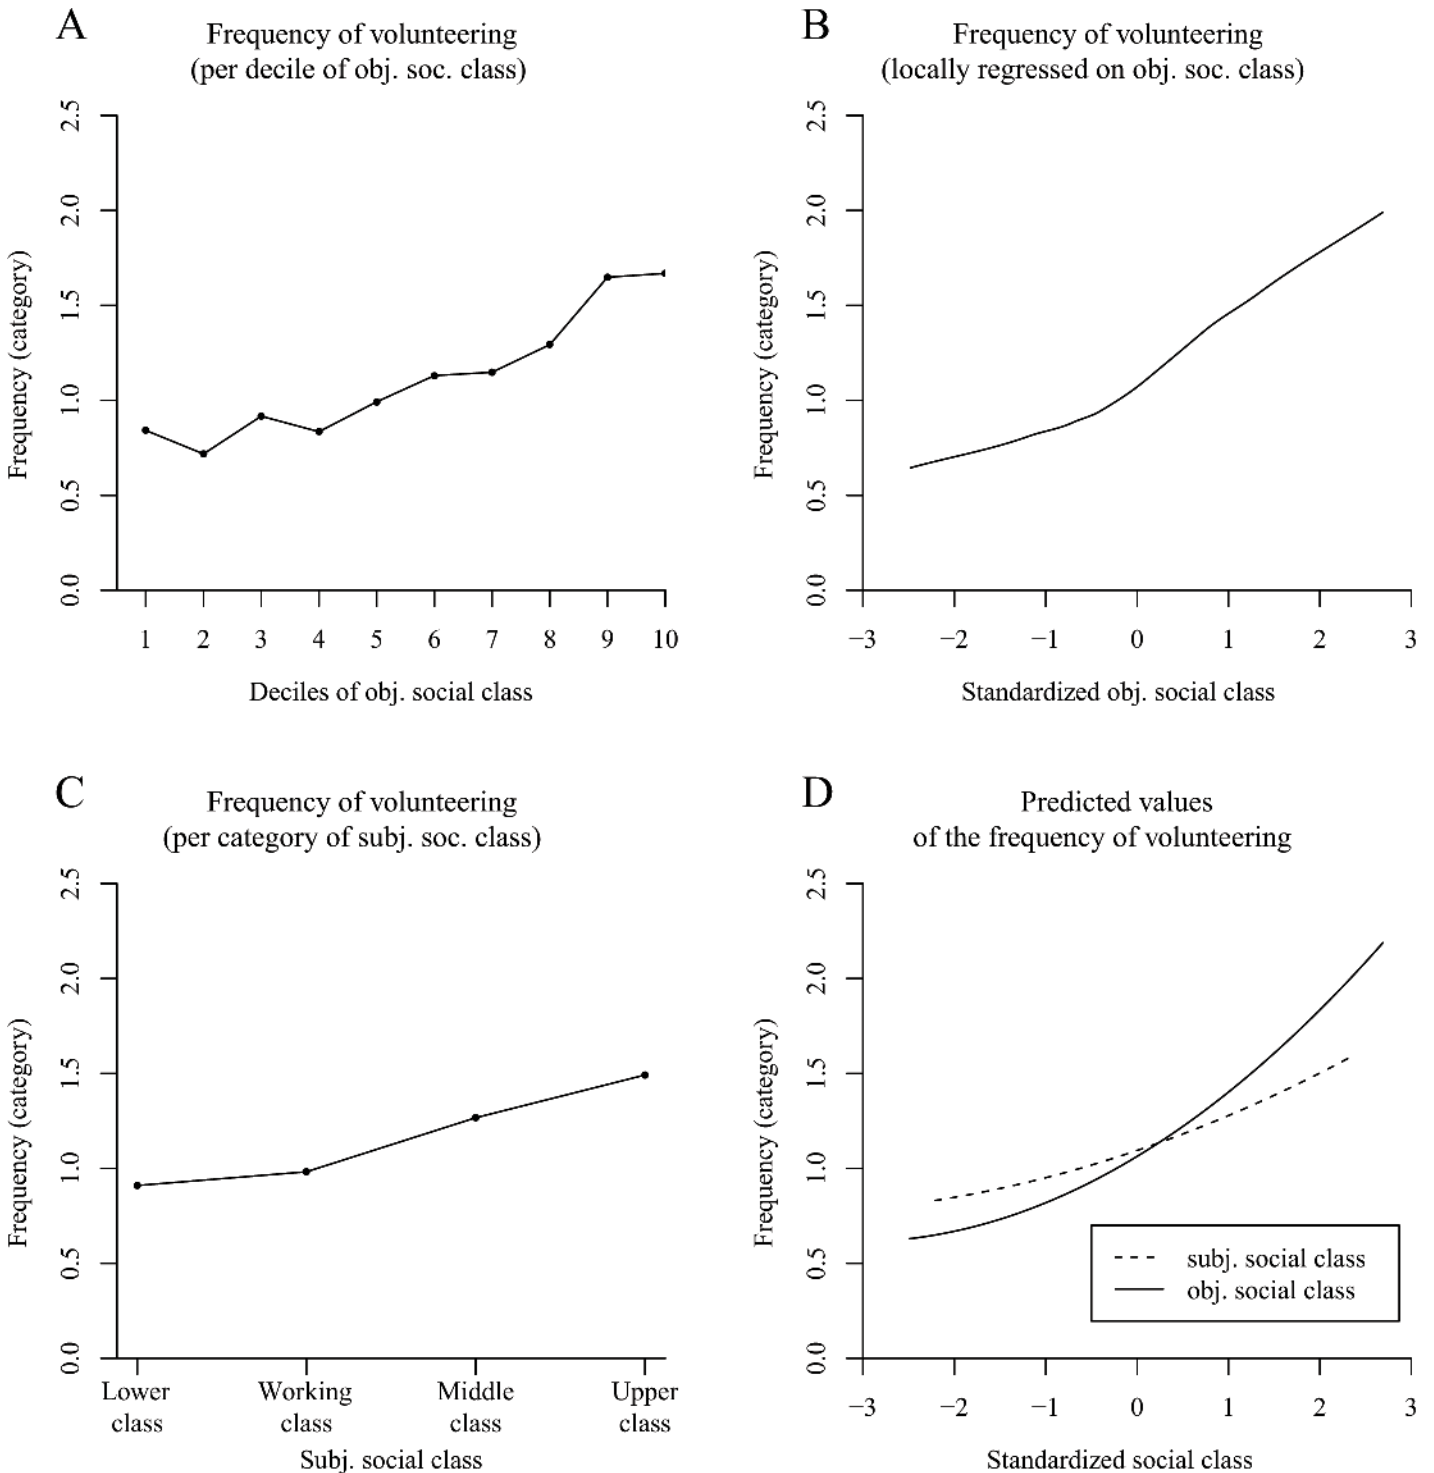 A
Frequency of volunteering
(per decile of obj. soc. class)
Frequency (category)
2.5
2.0
1.5
1.0
0.5
0.0
1 2 3 4 5 6 7 8 9 10
Deciles of obj. social class
B
Frequency of volunteering
(locally regressed on obj. soc. class)
Frequency (category)
2.5
2.0
1.5
1.0
0.5
0.0
−3 −2 −1 0 1 2 3
Standardized obj. social class
C
Frequency of volunteering
(per category of subj. soc. class)
Frequency (category)
2.5
2.0
1.5
1.0
0.5
0.0
Lower Working Middle Upper
class class class class
Subj. social class
D
Predicted values
of the frequency of volunteering
Frequency (category)
2.5
2.0
1.5
1.0
0.5
0.0
subj. social class
obj. social class
−3 −2 −1 0 1 2 3
Standardized social class